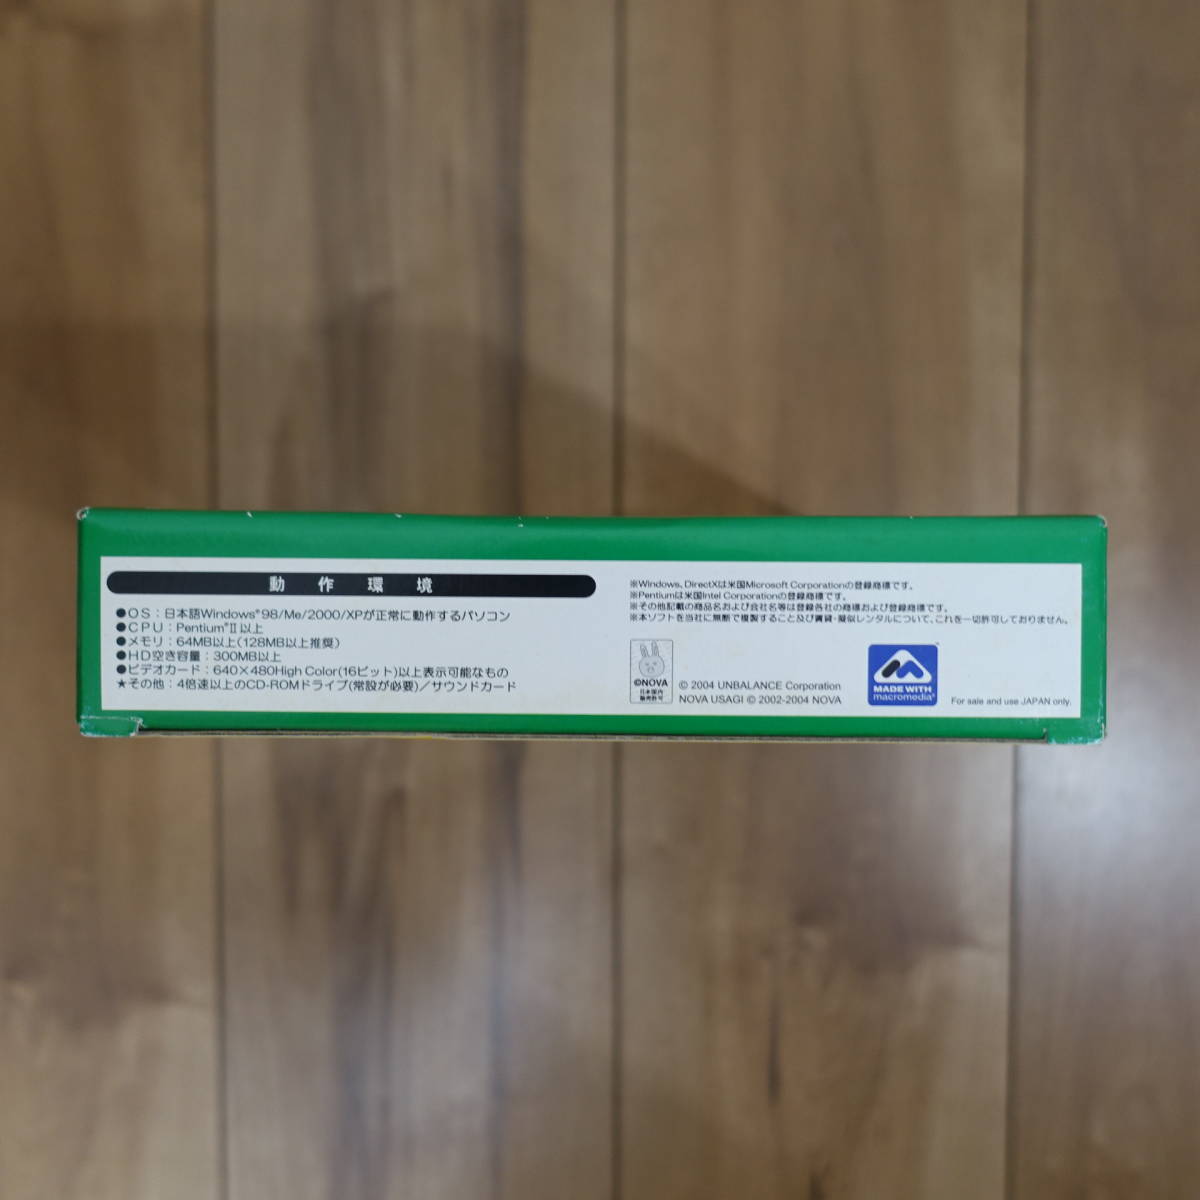 動作環境
●OS：日本語Windows®98/Me/2000/XPが正常に動作するパソコン
●CPU：Pentium®Ⅱ以上
●メモリ：64MB以上(128MB以上推奨)
●HD空き容量：300MB以上
●ビデオカード：640×480High Color(16ビット)以上表示可能なもの
★その他：4倍速以上のCD-ROMドライブ(常設が必要)／サウンドカード
※Windows、DirectXは米国Microsoft Corporationの登録商標です。
※Pentiumは米国Intel Corporationの登録商標です。
※その他記載の商品名および会社名等は登録各社の商標および登録商標です。
※本ソフトを当社に無断で複製すること及び賃貸・擬似レンタルについて、これを一切許可しておりません。
©NOVA
日本国内
販売許可
© 2004 UNBALANCE Corporation
NOVA USAGI © 2002-2004 NOVA
MADE WITH
macromedia®
For sale and use JAPAN only.